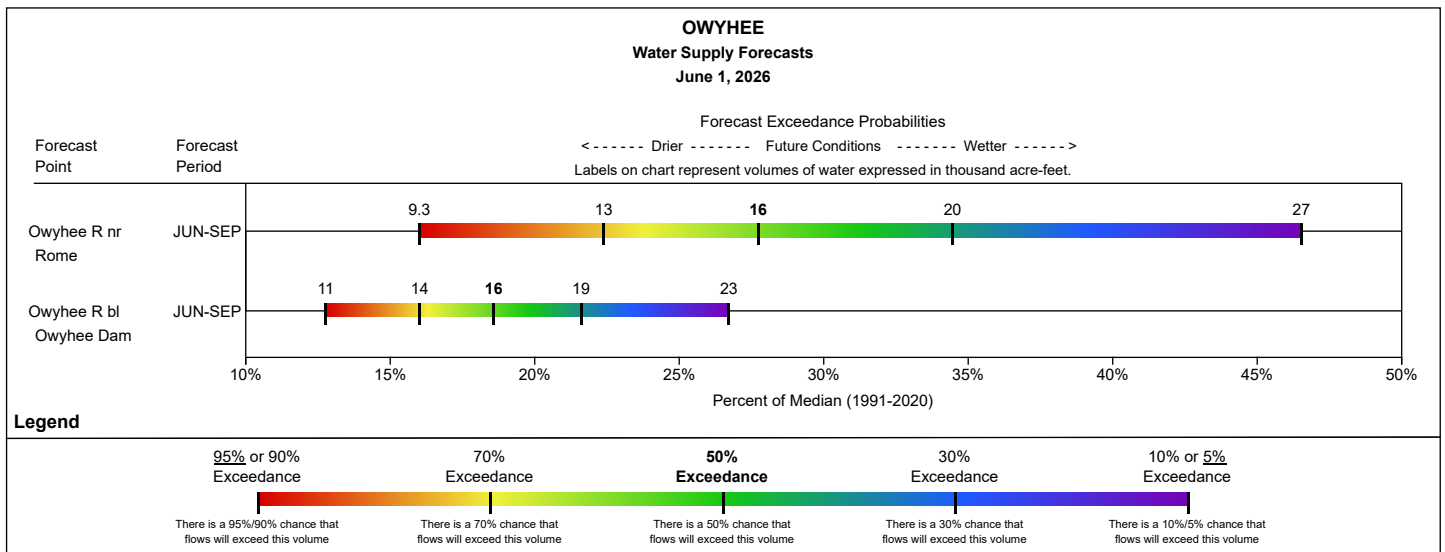 OWYHEE
Water Supply Forecasts
June 1, 2026
Forecast Exceedance Probabilities
Forecast Point
Forecast Period
<------ Drier ------- Future Conditions ------- Wetter ------>
Labels on chart represent volumes of water expressed in thousand acre-feet.
9.3 13 16 20 27
Owyhee R nr JUN-SEP
Rome
11 14 16 19 23
Owyhee R bl JUN-SEP
Owyhee Dam
10% 15% 20% 25% 30% 35% 40% 45% 50%
Percent of Median (1991-2020)
Legend
95% or 90% 70% 50% 30% 10% or 5%
Exceedance Exceedance Exceedance Exceedance Exceedance
There is a 95%/90% chance that There is a 70% chance that There is a 50% chance that There is a 30% chance that There is a 10%/5% chance that
flows will exceed this volume flows will exceed this volume flows will exceed this volume flows will exceed this volume flows will exceed this volume